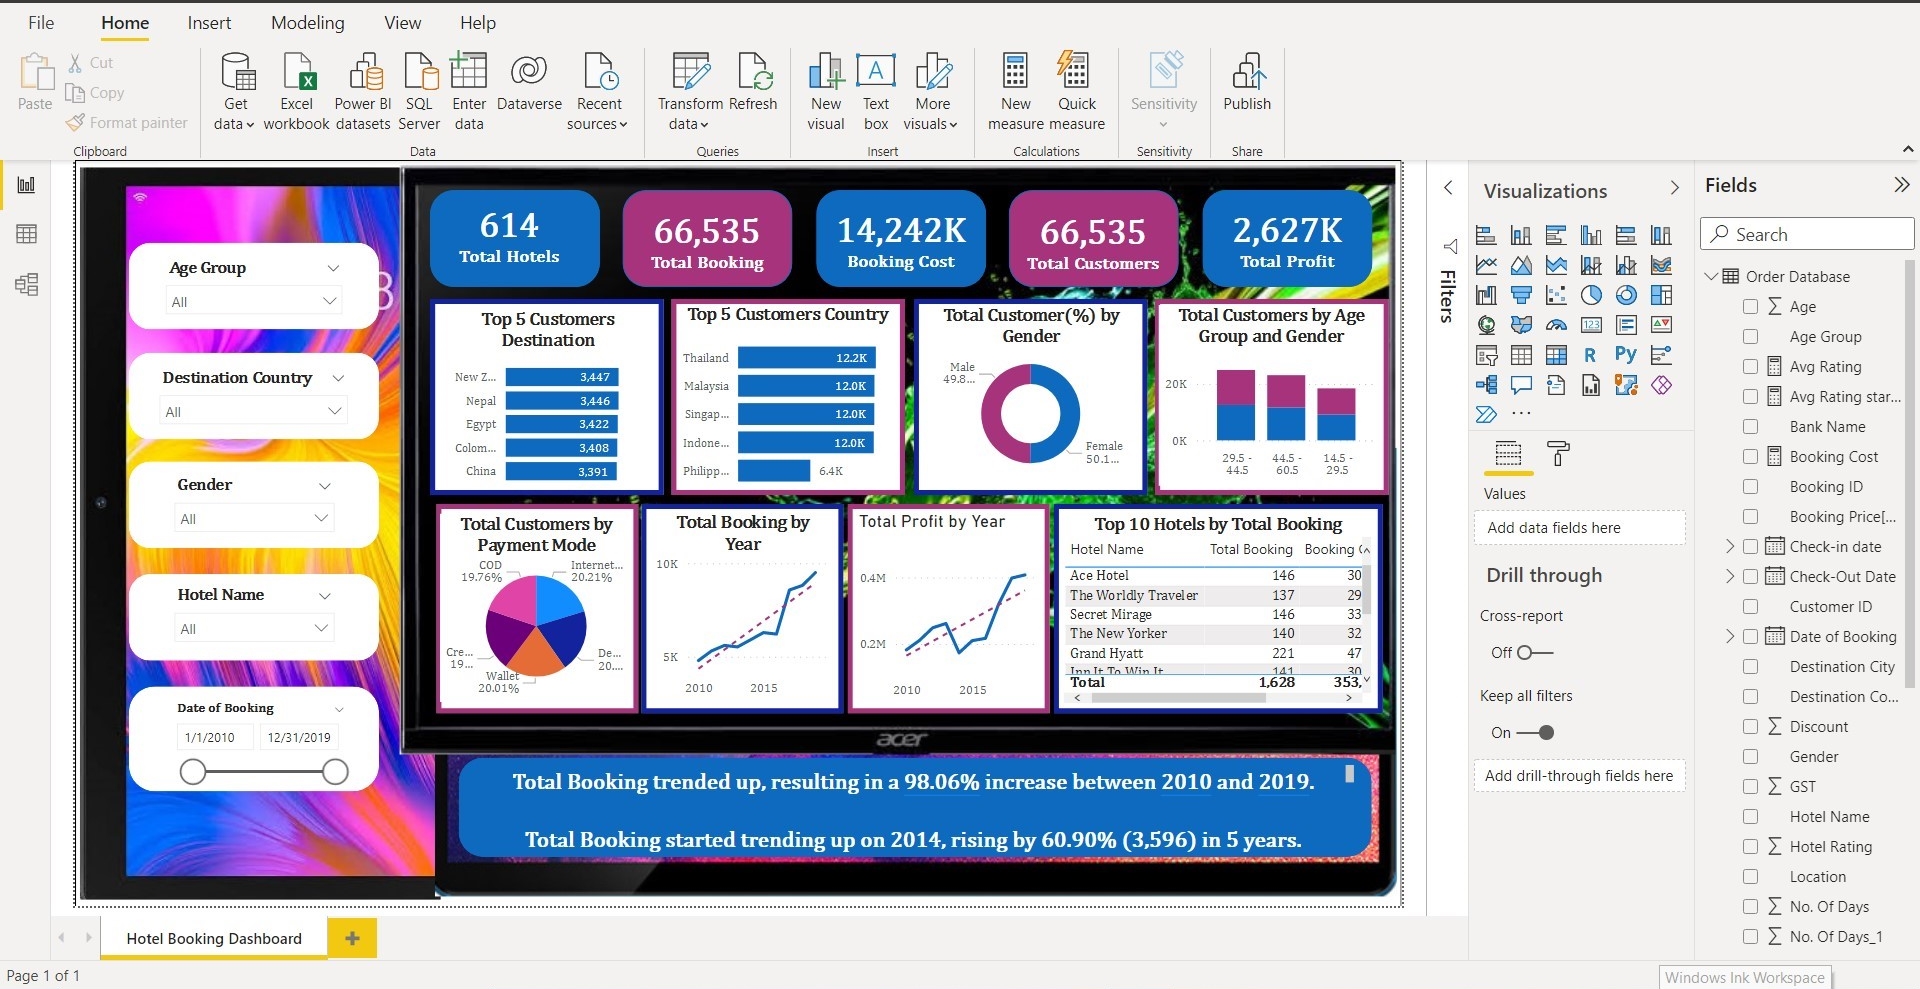 File Home Insert Modeling View Help
Paste
Cut
Copy
Format painter
Clipboard
Get data
Excel workbook
Power BI datasets
SQL Server
Enter data
Dataverse
Recent sources
Data
Transform data
Refresh
Queries
New visual
Text box
More visuals
Insert
New measure
Quick measure
Calculations
Sensitivity
Sensitivity
Publish
Share
Age Group
All
Destination Country
All
Gender
All
Hotel Name
All
Date of Booking
1/1/2010 12/31/2019
614
Total Hotels
66,535
Total Booking
14,242K
Booking Cost
66,535
Total Customers
2,627K
Total Profit
Top 5 Customers
Destination
New Z... 3,447
Nepal 3,446
Egypt 3,422
Colom... 3,408
China 3,391
Top 5 Customers Country
Thailand 12.2K
Malaysia 12.0K
Singap... 12.0K
Indone... 12.0K
Philipp... 6.4K
Total Customer(%) by
Gender
Male
49.8...
Female
50.1...
Total Customers by Age
Group and Gender
20K
0K
29.5 -
44.5
44.5 -
60.5
14.5 -
29.5
Total Customers by
Payment Mode
COD
19.76%
Internet...
20.21%
Cre...
19...
De...
20....
Wallet
20.01%
Total Booking by
Year
10K
5K
2010 2015
Total Profit by Year
0.4M
0.2M
2010 2015
Top 10 Hotels by Total Booking
Hotel Name Total Booking Booking
Ace Hotel 146 30
The Worldly Traveler 137 29
Secret Mirage 146 33
The New Yorker 140 32
Grand Hyatt 221 47
Inn It To Win It 141 30
Total 1,628 353,
acer
Total Booking trended up, resulting in a 98.06% increase between 2010 and 2019.
Total Booking started trending up on 2014, rising by 60.90% (3,596) in 5 years.
Hotel Booking Dashboard
Page 1 of 1
Filters
Visualizations
123
R
Py
Values
Add data fields here
Drill through
Cross-report
Off
Keep all filters
On
Add drill-through fields here
Fields
Search
Order Database
Age
Age Group
Avg Rating
Avg Rating star...
Bank Name
Booking Cost
Booking ID
Booking Price[...
Check-in date
Check-Out Date
Customer ID
Date of Booking
Destination City
Destination Co...
Discount
Gender
GST
Hotel Name
Hotel Rating
Location
No. Of Days
No. Of Days_1
Windows Ink Workspace